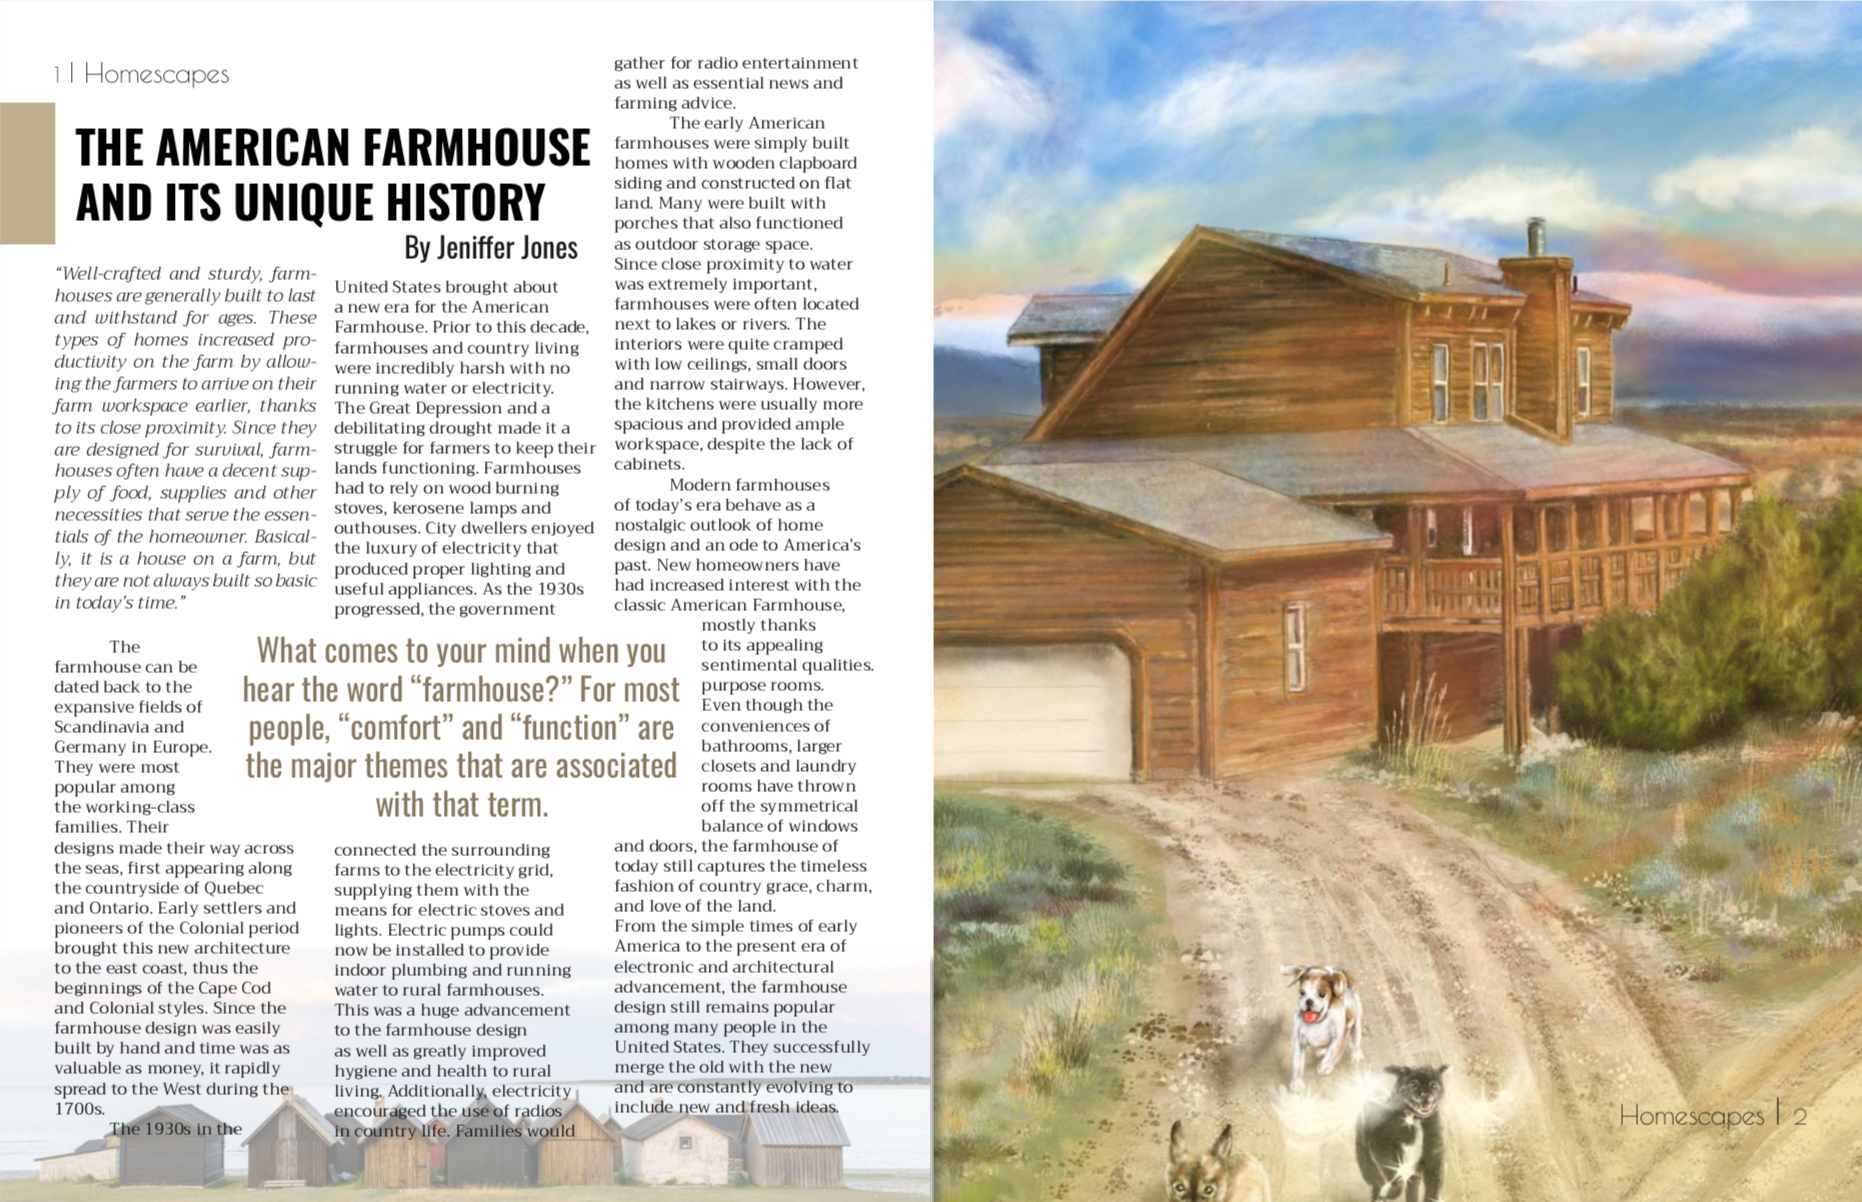 1 | Homescapes
THE AMERICAN FARMHOUSE
AND ITS UNIQUE HISTORY
By Jeniffer Jones
“Well-crafted and sturdy, farm-
houses are generally built to last
and withstand for ages. These
types of homes increased pro-
ductivity on the farm by allow-
ing the farmers to arrive on their
farm workspace earlier, thanks
to its close proximity. Since they
are designed for survival, farm-
houses often have a decent sup-
ply of food, supplies and other
necessities that serve the essen-
tials of the homeowner. Basical-
ly, it is a house on a farm, but
they are not always built so basic
in today’s time.”
The
farmhouse can be
dated back to the
expansive fields of
Scandinavia and
Germany in Europe.
They were most
popular among
the working-class
families. Their
designs made their way across
the seas, first appearing along
the countryside of Quebec
and Ontario. Early settlers and
pioneers of the Colonial period
brought this new architecture
to the east coast, thus the
beginnings of the Cape Cod
and Colonial styles. Since the
farmhouse design was easily
built by hand and time was as
valuable as money, it rapidly
spread to the West during the
1700s.
The 1930s in the
United States brought about
a new era for the American
Farmhouse. Prior to this decade,
farmhouses and country living
were incredibly harsh with no
running water or electricity.
The Great Depression and a
debilitating drought made it a
struggle for farmers to keep their
lands functioning. Farmhouses
had to rely on wood burning
stoves, kerosene lamps and
outhouses. City dwellers enjoyed
the luxury of electricity that
produced proper lighting and
useful appliances. As the 1930s
progressed, the government
What comes to your mind when you
hear the word “farmhouse?” For most
people, “comfort” and “function” are
the major themes that are associated
with that term.
connected the surrounding
farms to the electricity grid,
supplying them with the
means for electric stoves and
lights. Electric pumps could
now be installed to provide
indoor plumbing and running
water to rural farmhouses.
This was a huge advancement
to the farmhouse design
as well as greatly improved
hygiene and health to rural
living. Additionally, electricity
encouraged the use of radios
in country life. Families would
gather for radio entertainment
as well as essential news and
farming advice.
The early American
farmhouses were simply built
homes with wooden clapboard
siding and constructed on flat
land. Many were built with
porches that also functioned
as outdoor storage space.
Since close proximity to water
was extremely important,
farmhouses were often located
next to lakes or rivers. The
interiors were quite cramped
with low ceilings, small doors
and narrow stairways. However,
the kitchens were usually more
spacious and provided ample
workspace, despite the lack of
cabinets.
Modern farmhouses
of today’s era behave as a
nostalgic outlook of home
design and an ode to America’s
past. New homeowners have
had increased interest with the
classic American Farmhouse,
mostly thanks
to its appealing
sentimental qualities.
purpose rooms.
Even though the
conveniences of
bathrooms, larger
closets and laundry
rooms have thrown
off the symmetrical
balance of windows
and doors, the farmhouse of
today still captures the timeless
fashion of country grace, charm,
and love of the land.
From the simple times of early
America to the present era of
electronic and architectural
advancement, the farmhouse
design still remains popular
among many people in the
United States. They successfully
merge the old with the new
and are constantly evolving to
include new and fresh ideas.
Homescapes | 2